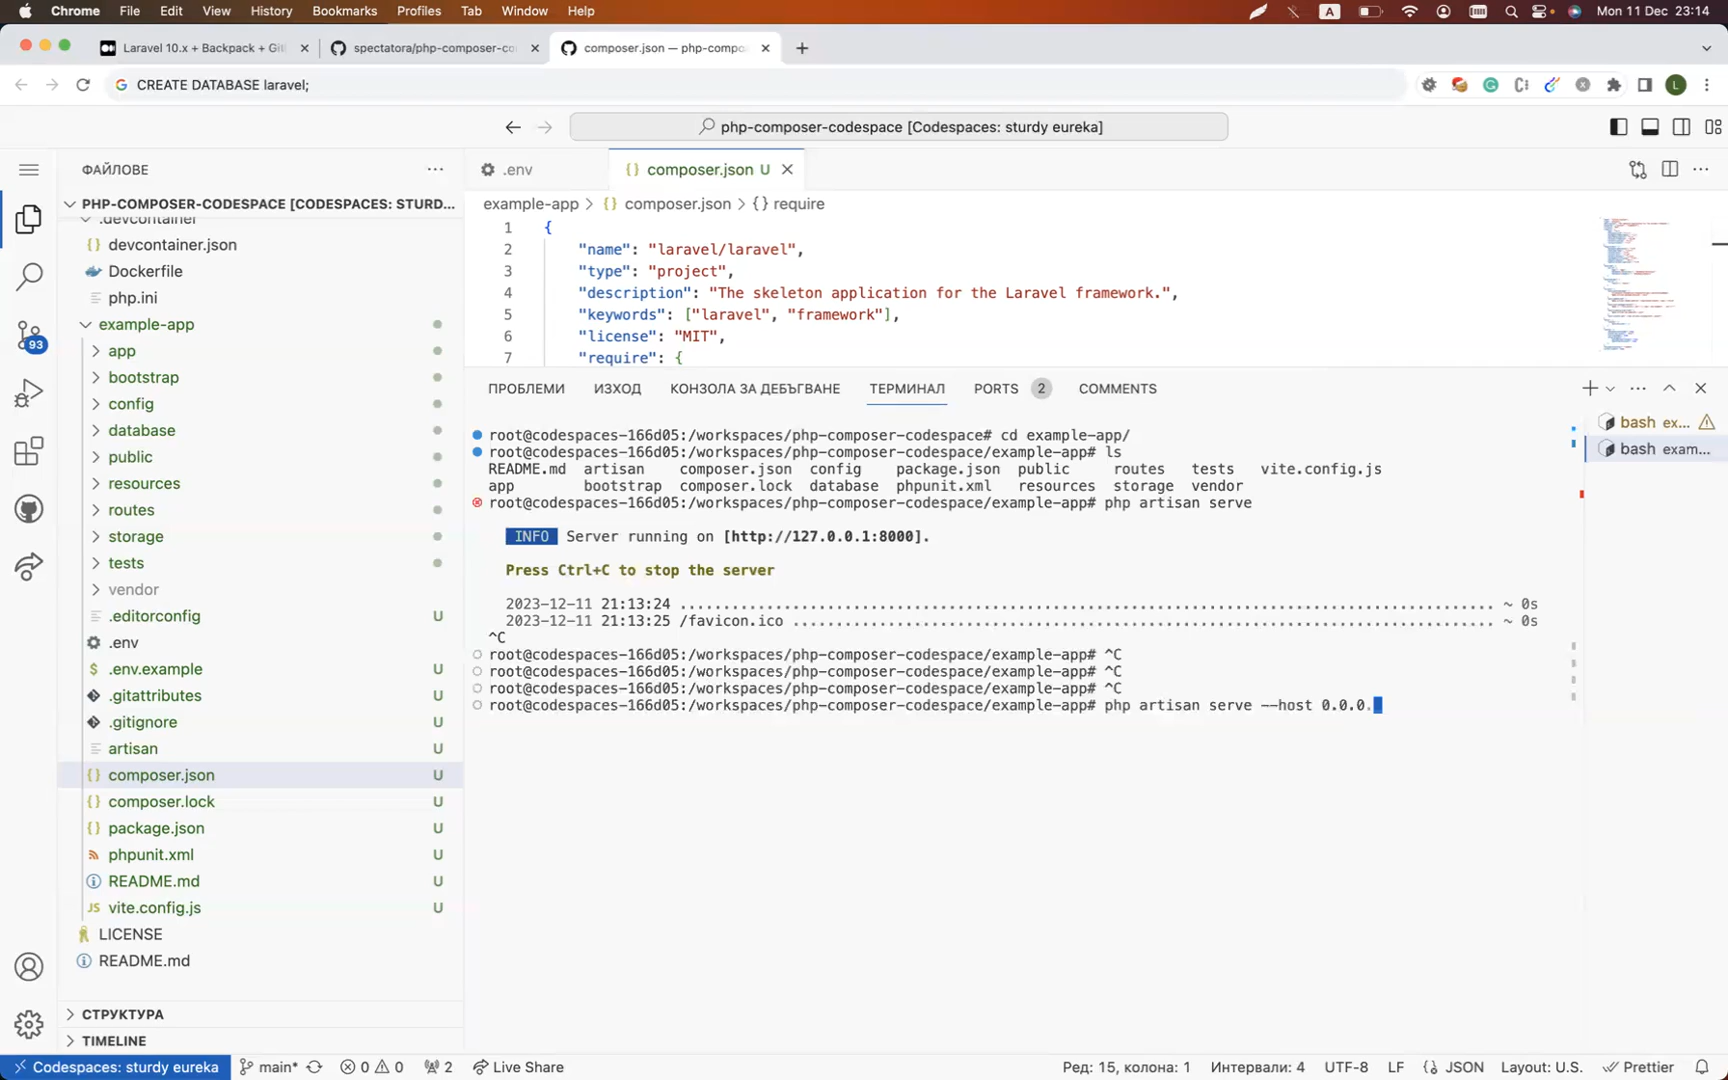 Chrome File Edit View History Bookmarks Profiles Tab Window Help A Mon 11 Dec 23:14
Laravel 10.x + Backpack + Git spectatora/php-composer-co composer.json — php-compo
CREATE DATABASE laravel; L
php-composer-codespace [Codespaces: sturdy eureka]
ФАЙЛОВЕ
.env
composer.json U
PHP-COMPOSER-CODESPACE [CODESPACES: STURD...
example-app > composer.json > {} require
.devcontainer
devcontainer.json
Dockerfile
php.ini
example-app
app
bootstrap
config
database
public
resources
routes
storage
tests
vendor
.editorconfig U
.env
.env.example U
.gitattributes U
.gitignore U
artisan U
composer.json U
composer.lock U
package.json U
phpunit.xml U
README.md U
vite.config.js U
LICENSE
README.md
СТРУКТУРА
TIMELINE
93
1 {
2 "name": "laravel/laravel",
3 "type": "project",
4 "description": "The skeleton application for the Laravel framework.",
5 "keywords": ["laravel", "framework"],
6 "license": "MIT",
7 "require": {
ПРОБЛЕМИ ИЗХОД КОНЗОЛА ЗА ДЕБЪГВАНЕ ТЕРМИНАЛ PORTS 2 COMMENTS
root@codespaces-166d05:/workspaces/php-composer-codespace# cd example-app/
root@codespaces-166d05:/workspaces/php-composer-codespace/example-app# ls
README.md artisan composer.json config package.json public routes tests vite.config.js
app bootstrap composer.lock database phpunit.xml resources storage vendor
root@codespaces-166d05:/workspaces/php-composer-codespace/example-app# php artisan serve
INFO Server running on [http://127.0.0.1:8000].
Press Ctrl+C to stop the server
2023-12-11 21:13:24 ............................................................................................... ~ 0s
2023-12-11 21:13:25 /favicon.ico .................................................................................. ~ 0s
^C
root@codespaces-166d05:/workspaces/php-composer-codespace/example-app# ^C
root@codespaces-166d05:/workspaces/php-composer-codespace/example-app# ^C
root@codespaces-166d05:/workspaces/php-composer-codespace/example-app# ^C
root@codespaces-166d05:/workspaces/php-composer-codespace/example-app# php artisan serve --host 0.0.0.
bash ex...
bash exam...
Codespaces: sturdy eureka main* 0 0 2 Live Share Ред: 15, колона: 1 Интервали: 4 UTF-8 LF {} JSON Layout: U.S. Prettier